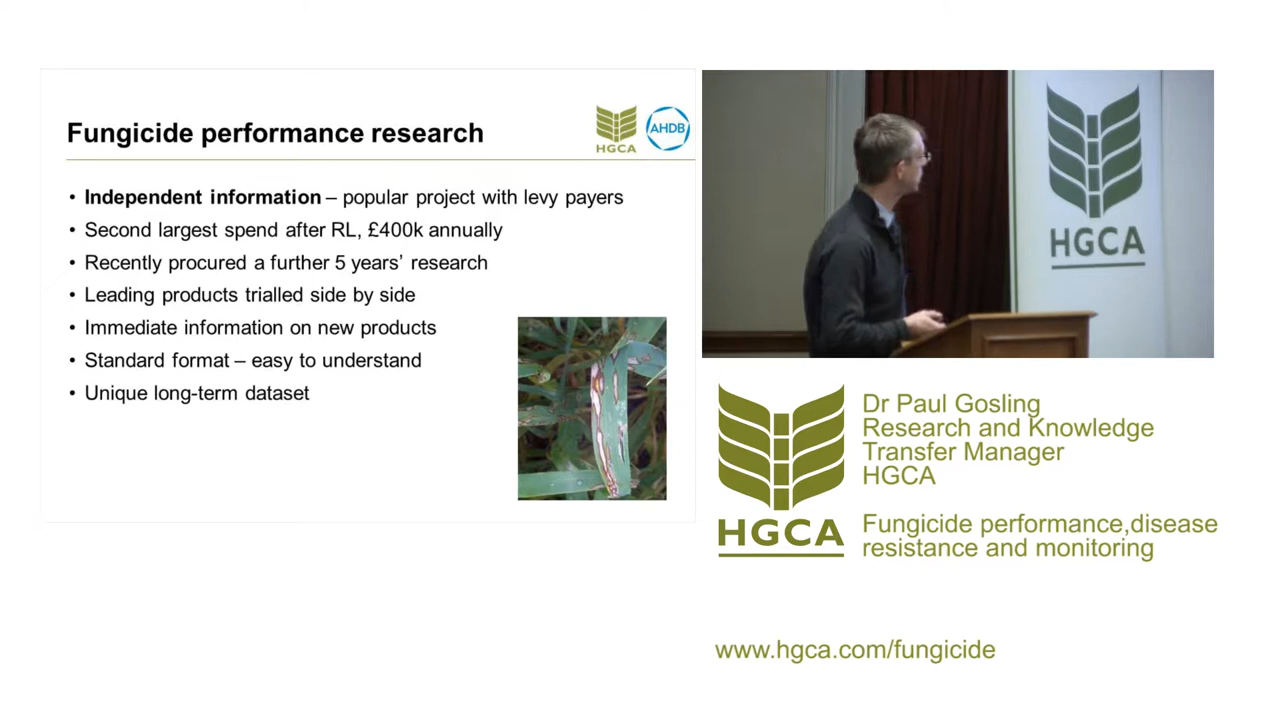 Fungicide performance research
HGCA
AHDB
• Independent information – popular project with levy payers
• Second largest spend after RL, £400k annually
• Recently procured a further 5 years’ research
• Leading products trialled side by side
• Immediate information on new products
• Standard format – easy to understand
• Unique long-term dataset
HGCA
HGCA
Dr Paul Gosling
Research and Knowledge
Transfer Manager
HGCA
Fungicide performance,disease
resistance and monitoring
www.hgca.com/fungicide